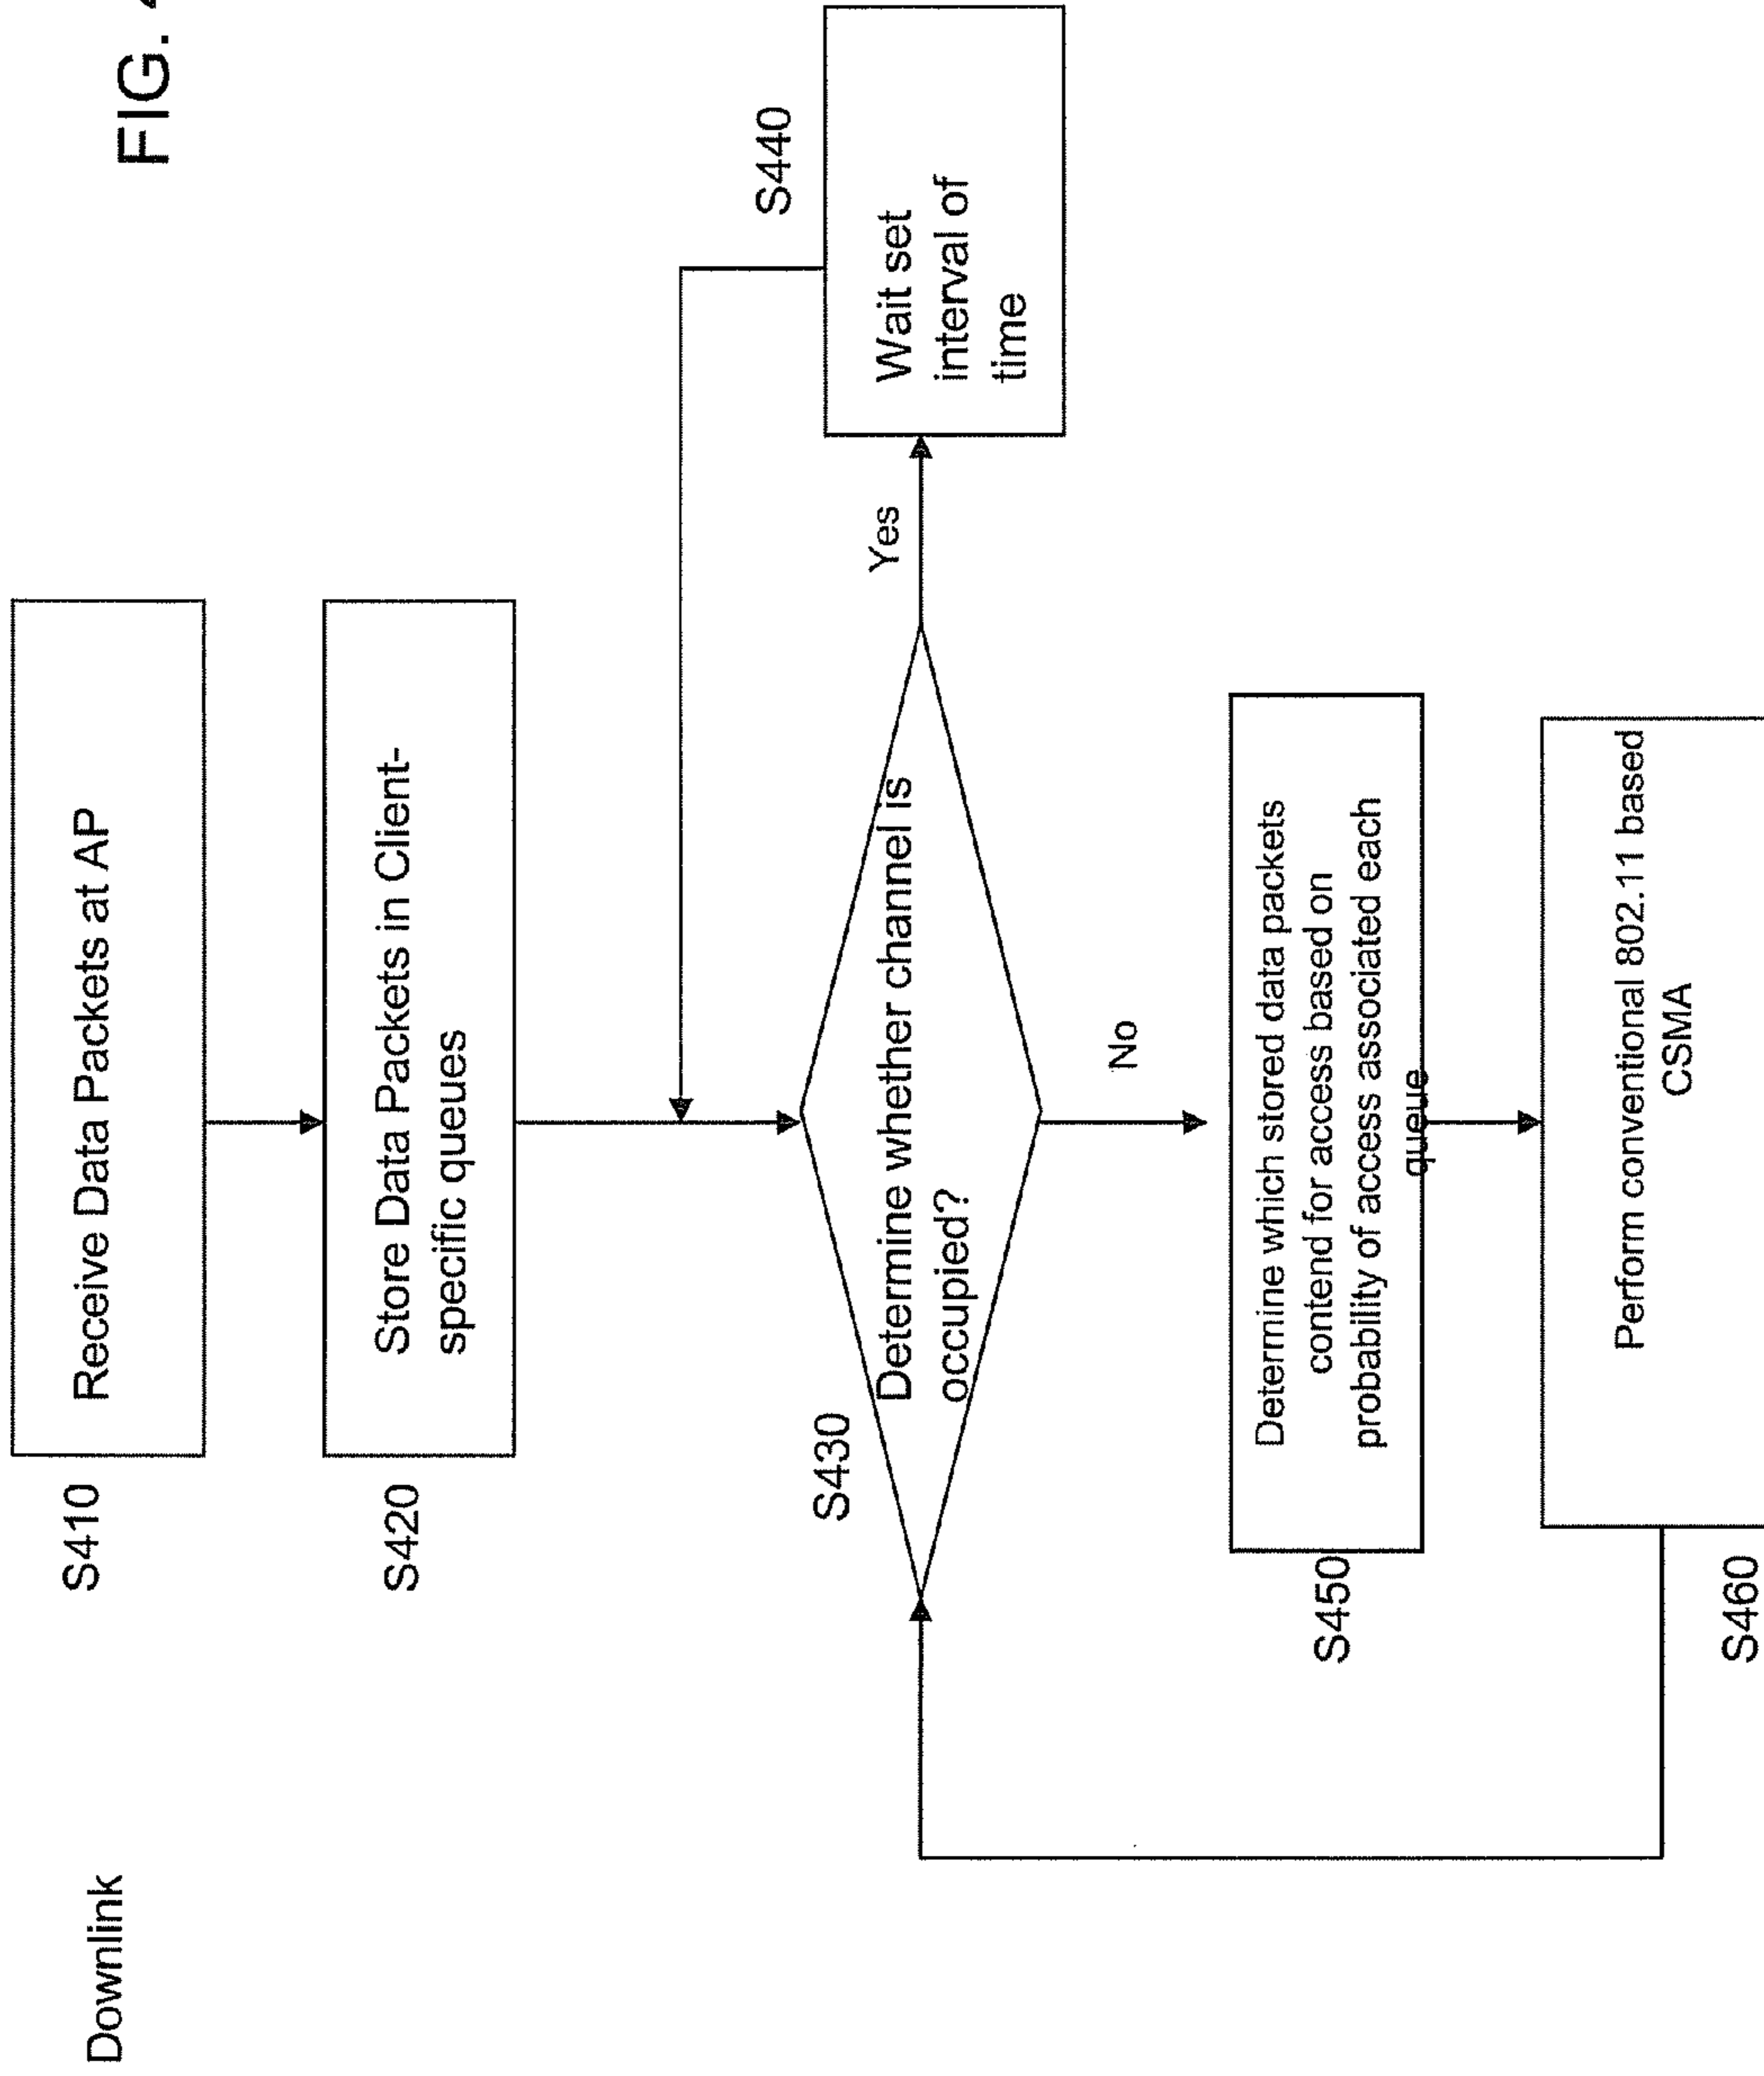 FIG. 4
Downlink
S410
Receive Data Packets at AP
S420
Store Data Packets in Client-
specific queues
S430
Determine whether channel is
occupied?
Yes
S440
Wait set
interval of
time
No
S450
Determine which stored data packets
contend for access based on
probability of access associated each
queue
S460
Perform conventional 802.11 based
CSMA